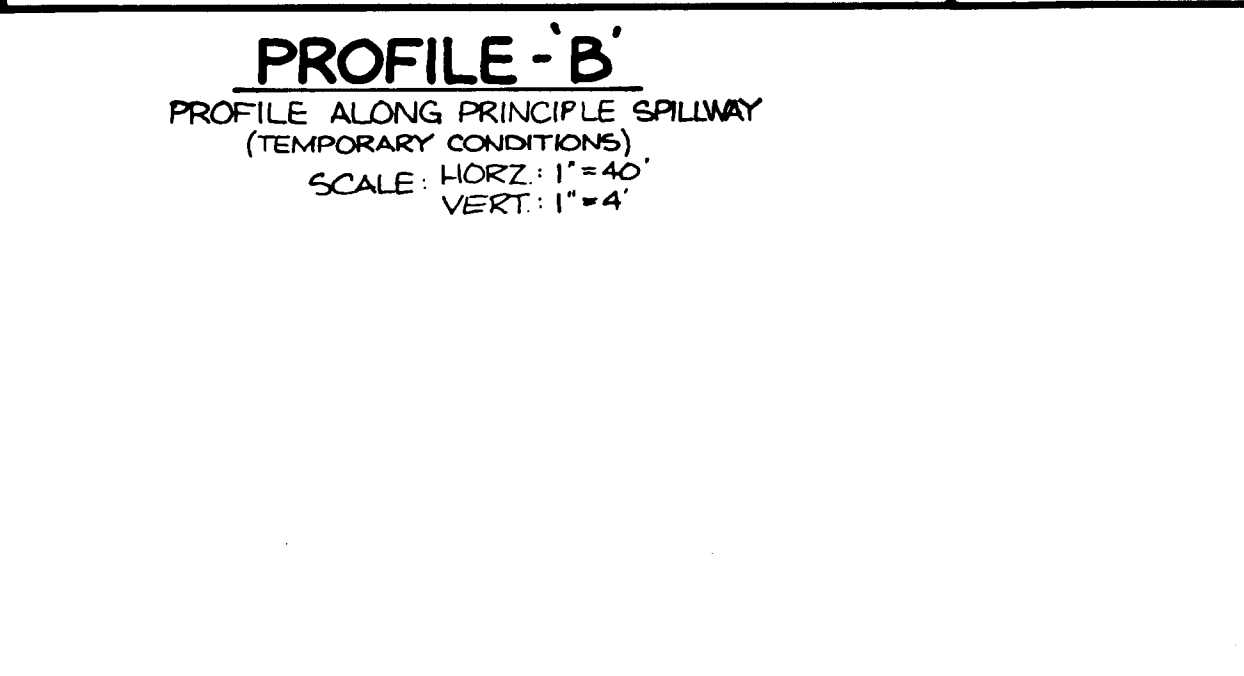 PROFILE - 'B'
PROFILE ALONG PRINCIPLE SPILLWAY
(TEMPORARY CONDITIONS)
SCALE: HORZ.: 1" = 40'
VERT.: 1" = 4'